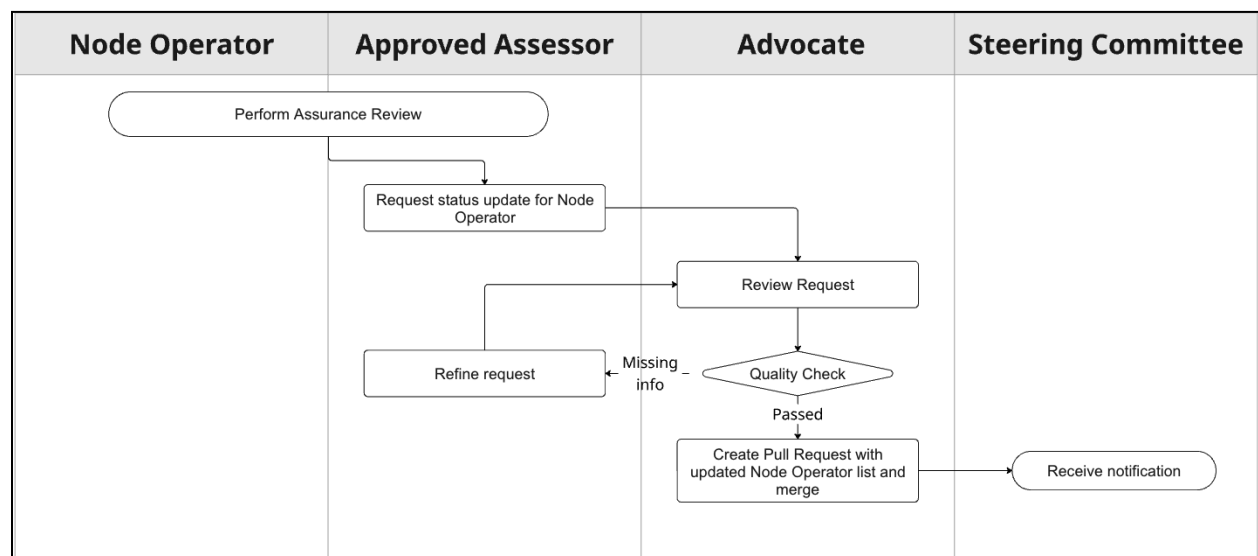 Node Operator
Approved Assessor
Advocate
Steering Committee
Perform Assurance Review
Request status update for Node
Operator
Review Request
Refine request
Missing
info
Quality Check
Passed
Create Pull Request with
updated Node Operator list and
merge
Receive notification